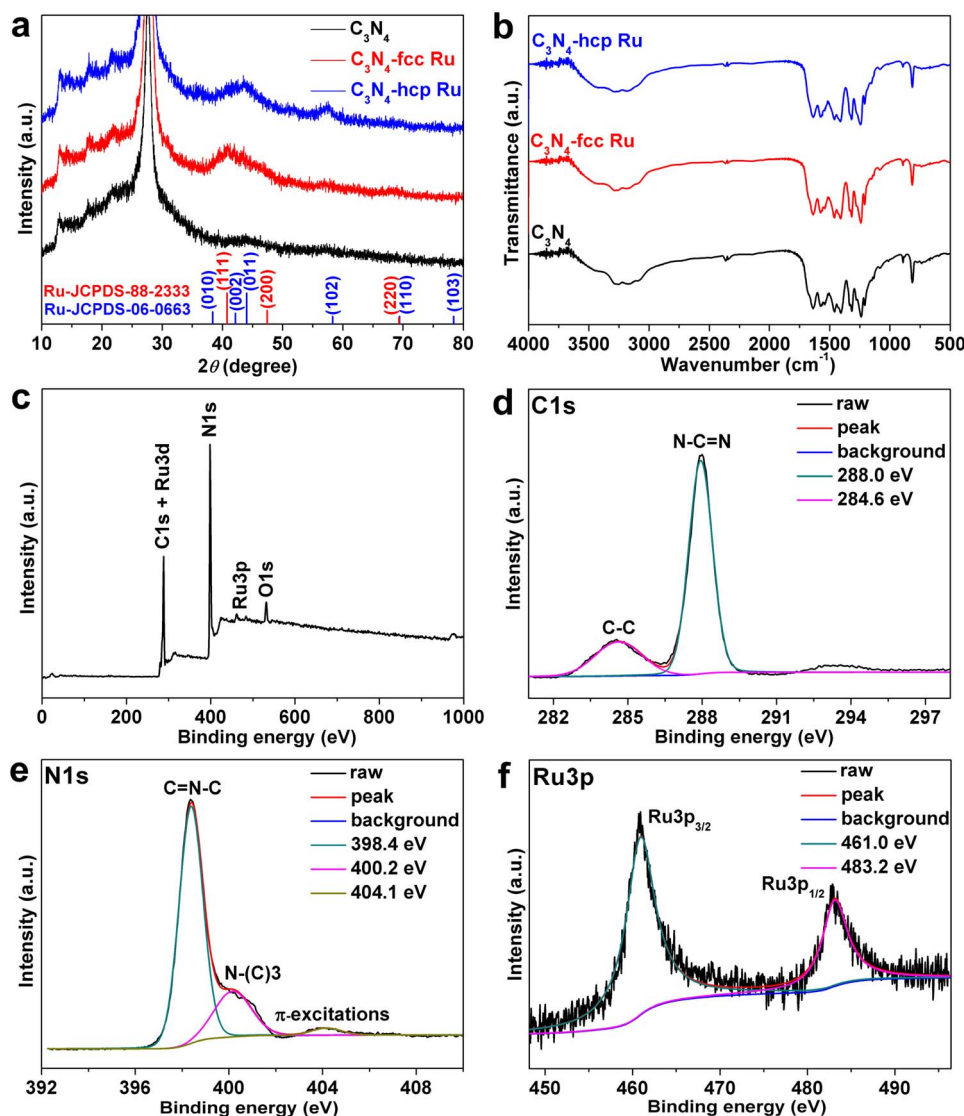 a
C₃N₄
C₃N₄-fcc Ru
C₃N₄-hcp Ru
Intensity (a.u.)
Ru-JCPDS-88-2333
Ru-JCPDS-06-0663
(010)
(111)
(002)
(011)
(200)
(102)
(220)
(110)
(103)
10 20 30 40 50 60 70 80
2θ (degree)
b
C₃N₄-hcp Ru
C₃N₄-fcc Ru
C₃N₄
Transmittance (a.u.)
4000 3500 3000 2500 2000 1500 1000 500
Wavenumber (cm⁻¹)
c
C1s + Ru3d
N1s
Ru3p
O1s
Intensity (a.u.)
0 200 400 600 800 1000
Binding energy (eV)
d
C1s
raw
peak
background
288.0 eV
284.6 eV
N-C=N
C-C
Intensity (a.u.)
282 285 288 291 294 297
Binding energy (eV)
e
N1s
raw
peak
background
398.4 eV
400.2 eV
404.1 eV
C=N-C
N-(C)3
π-excitations
Intensity (a.u.)
392 396 400 404 408
Binding energy (eV)
f
Ru3p
raw
peak
background
461.0 eV
483.2 eV
Ru3p₃/₂
Ru3p₁/₂
Intensity (a.u.)
450 460 470 480 490
Binding energy (eV)